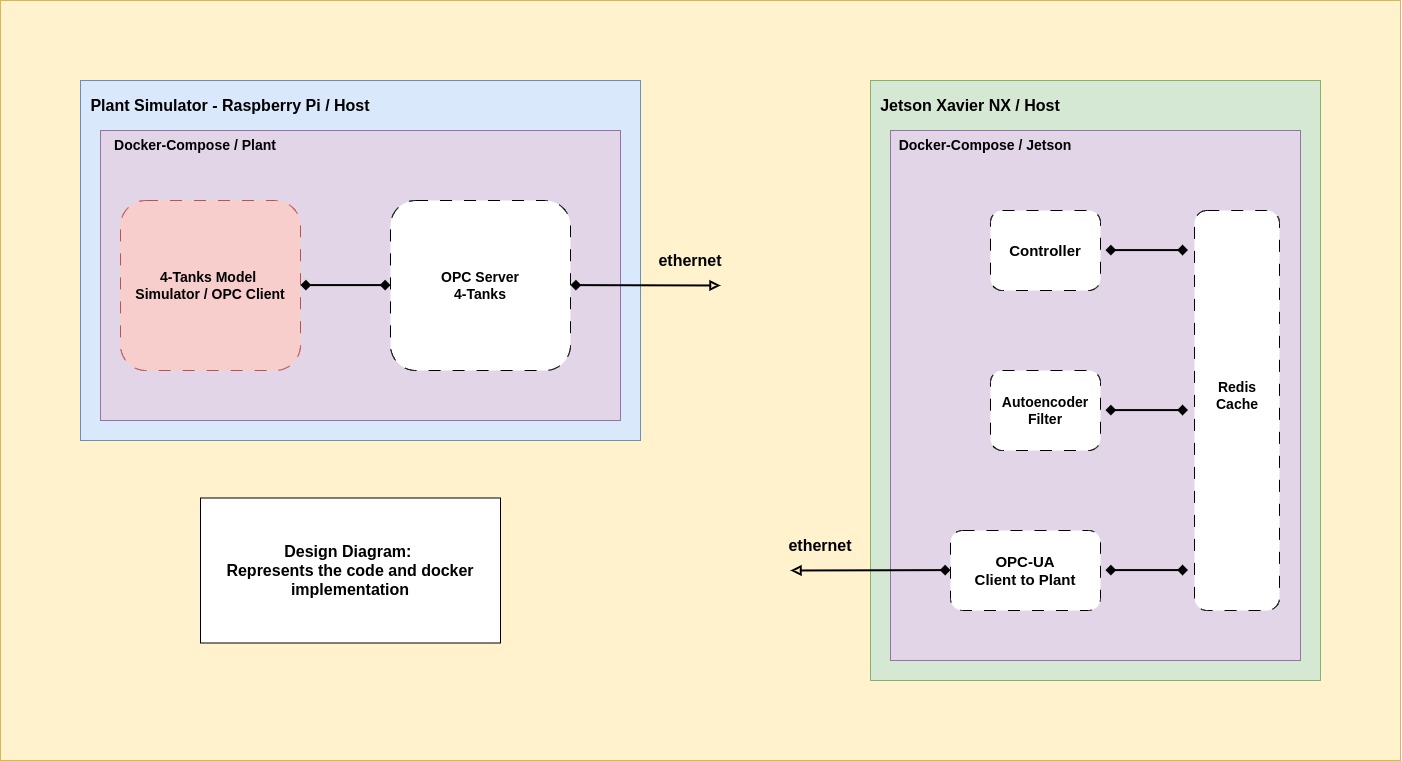 Plant Simulator - Raspberry Pi / Host
Docker-Compose / Plant
4-Tanks Model
Simulator / OPC Client
OPC Server
4-Tanks
ethernet
Design Diagram:
Represents the code and docker
implementation
Jetson Xavier NX / Host
Docker-Compose / Jetson
Controller
Autoencoder
Filter
Redis
Cache
ethernet
OPC-UA
Client to Plant